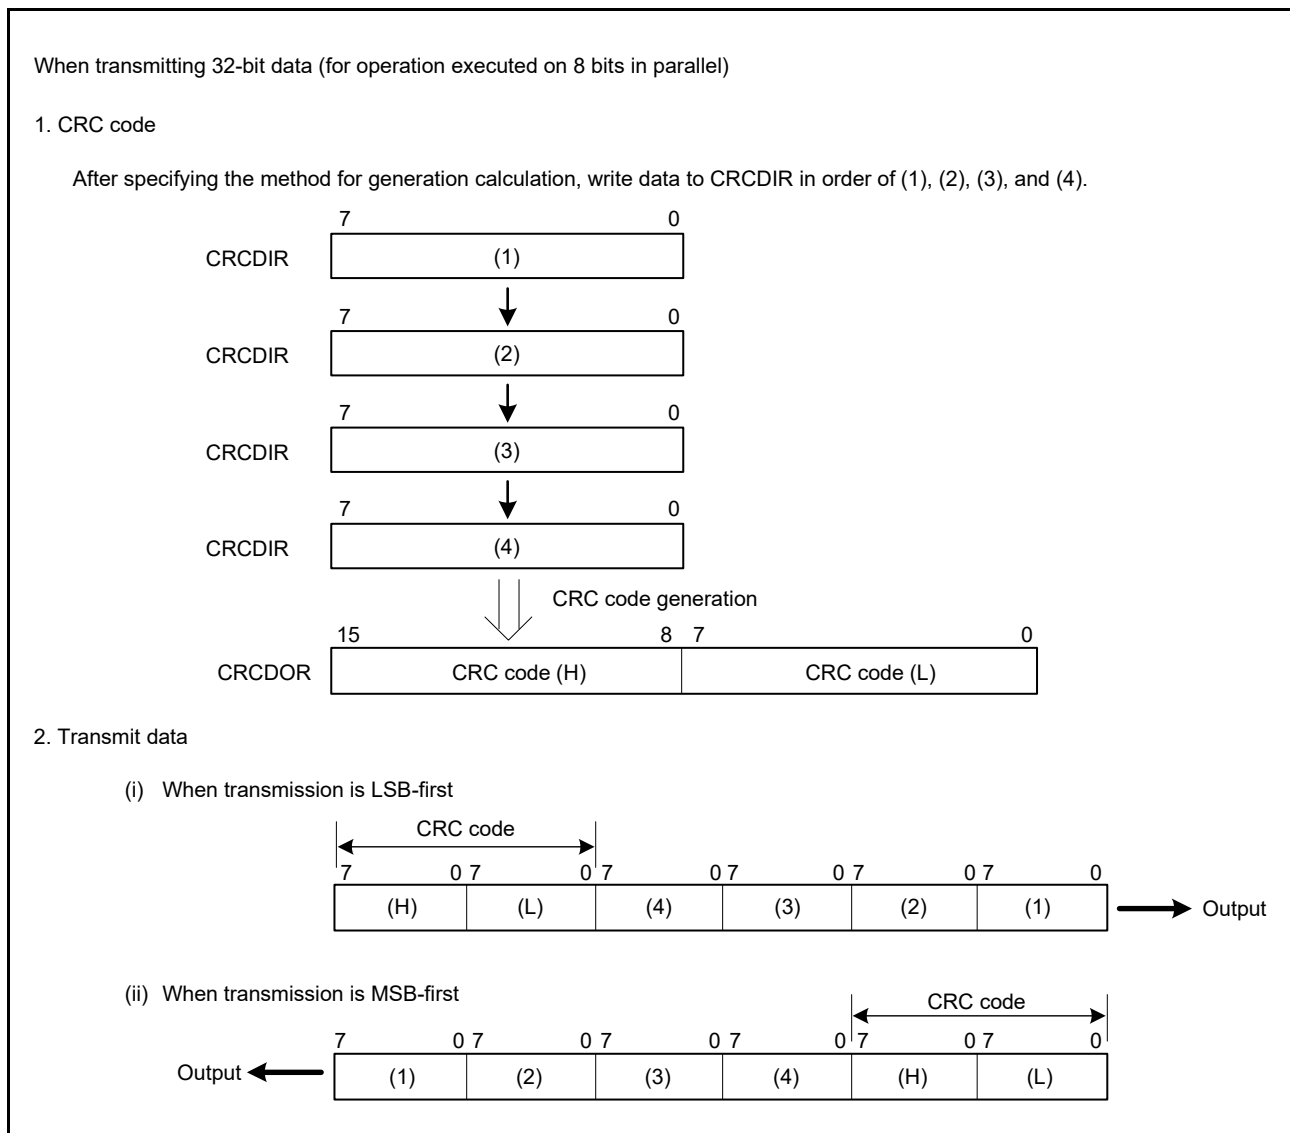 When transmitting 32-bit data (for operation executed on 8 bits in parallel)
1. CRC code
After specifying the method for generation calculation, write data to CRCDIR in order of (1), (2), (3), and (4).
7 0
CRCDIR (1)
7 0
CRCDIR (2)
7 0
CRCDIR (3)
7 0
CRCDIR (4)
CRC code generation
15 8 7 0
CRCDOR CRC code (H) CRC code (L)
2. Transmit data
(i) When transmission is LSB-first
CRC code
7 0 7 0 7 0 7 0 7 0 7 0
(H) (L) (4) (3) (2) (1) Output
(ii) When transmission is MSB-first
CRC code
7 0 7 0 7 0 7 0 7 0 7 0
Output (1) (2) (3) (4) (H) (L)